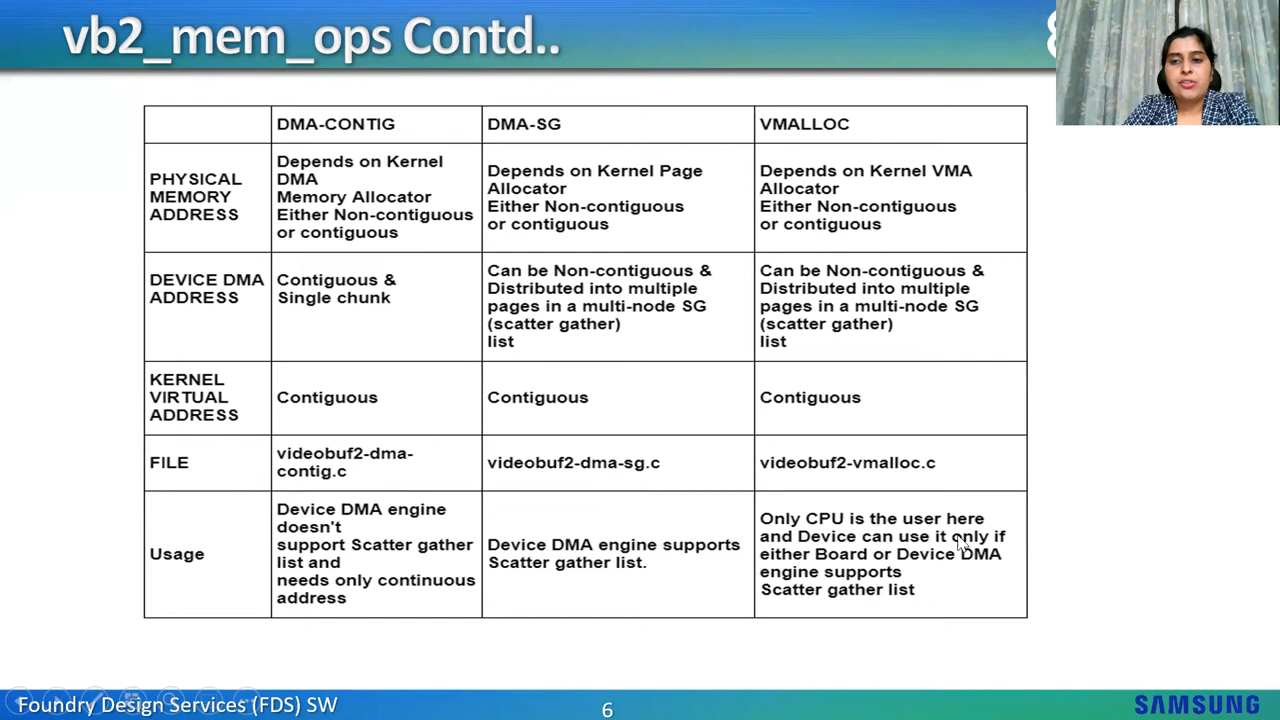 vb2_mem_ops Contd..
DMA-CONTIG
DMA-SG
VMALLOC
PHYSICAL
MEMORY
ADDRESS
Depends on Kernel
DMA
Memory Allocator
Either Non-contiguous
or contiguous
Depends on Kernel Page
Allocator
Either Non-contiguous
or contiguous
Depends on Kernel VMA
Allocator
Either Non-contiguous
or contiguous
DEVICE DMA
ADDRESS
Contiguous &
Single chunk
Can be Non-contiguous &
Distributed into multiple
pages in a multi-node SG
(scatter gather)
list
Can be Non-contiguous &
Distributed into multiple
pages in a multi-node SG
(scatter gather)
list
KERNEL
VIRTUAL
ADDRESS
Contiguous
Contiguous
Contiguous
FILE
videobuf2-dma-
contig.c
videobuf2-dma-sg.c
videobuf2-vmalloc.c
Usage
Device DMA engine
doesn't
support Scatter gather
list and
needs only continuous
address
Device DMA engine supports
Scatter gather list.
Only CPU is the user here
and Device can use it only if
either Board or Device DMA
engine supports
Scatter gather list
Foundry Design Services (FDS) SW
6
SAMSUNG